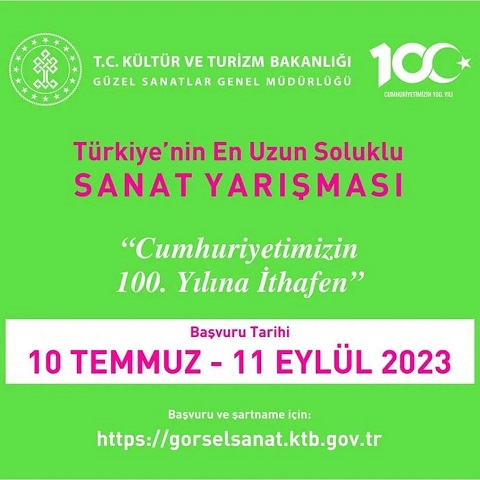 T.C. KÜLTÜR VE TURİZM BAKANLIĞI
GÜZEL SANATLAR GENEL MÜDÜRLÜĞÜ
100
CUMHURİYETİMİZİN 100. YILI
Türkiye’nin En Uzun Soluklu
SANAT YARIŞMASI
“Cumhuriyetimizin
100. Yılına İthafen”
Başvuru Tarihi
10 TEMMUZ - 11 EYLÜL 2023
Başvuru ve şartname için:
https://gorselsanat.ktb.gov.tr